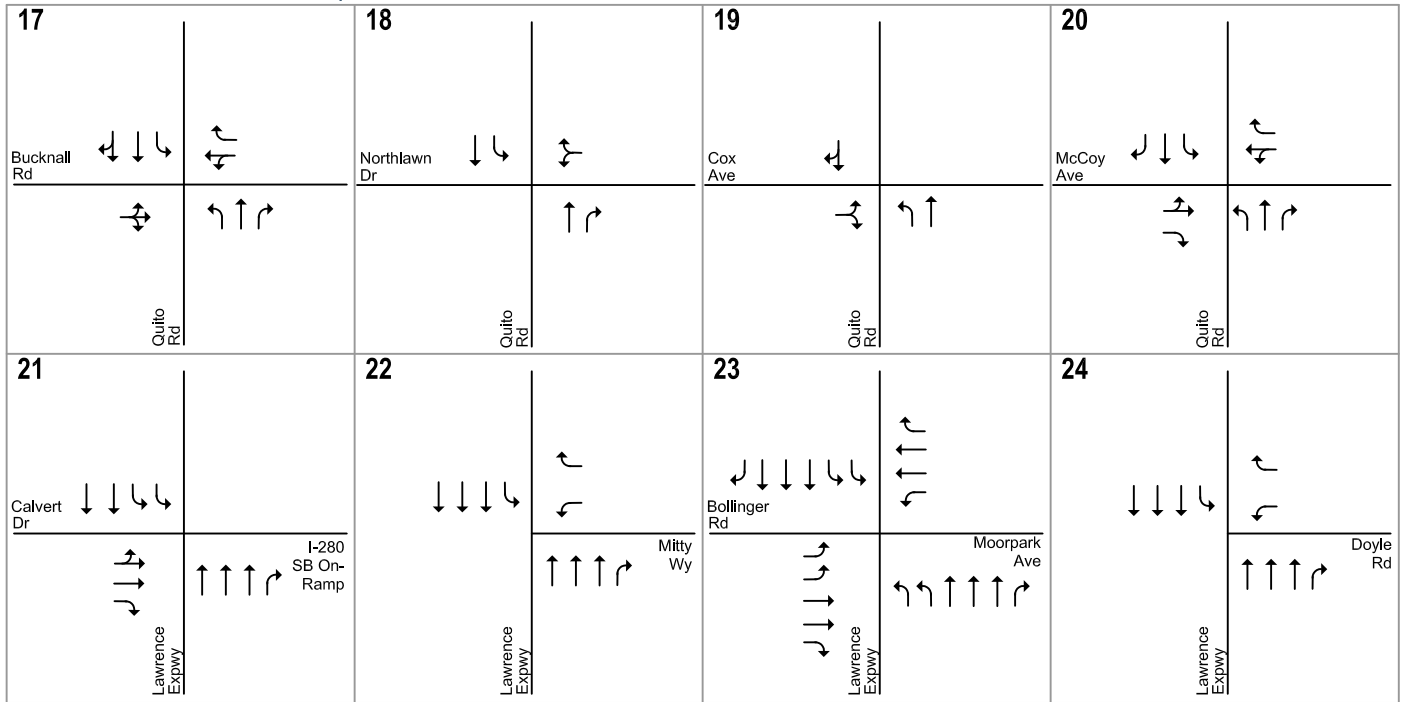 17
Bucknall
Rd
Quito
Rd
18
Northlawn
Dr
Quito
Rd
19
Cox
Ave
Quito
Rd
20
McCoy
Ave
Quito
Rd
21
Calvert
Dr
I-280
SB On-
Ramp
Lawrence
Expwy
22
Mitty
Wy
Lawrence
Expwy
23
Bollinger
Rd
Moorpark
Ave
Lawrence
Expwy
24
Doyle
Rd
Lawrence
Expwy